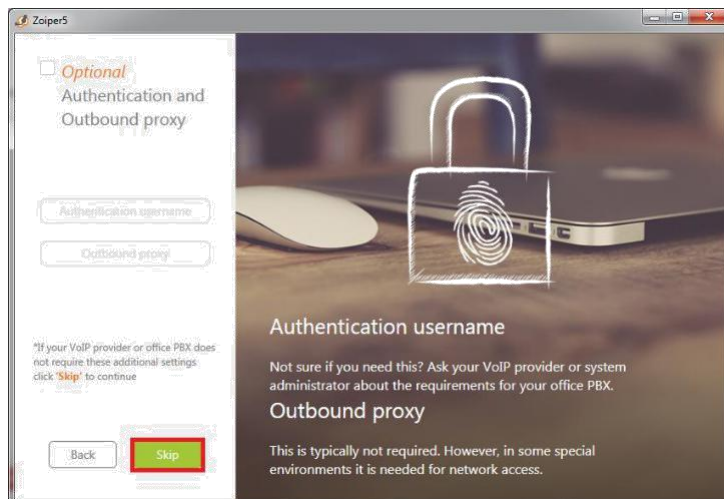 Zoiper5
Optional
Authentication and
Outbound proxy
Authentication username
Outbound proxy
*If your VoIP provider or office PBX does
not require these additional settings
click 'Skip' to continue
Back
Skip
Authentication username
Not sure if you need this? Ask your VoIP provider or system
administrator about the requirements for your office PBX.
Outbound proxy
This is typically not required. However, in some special
environments it is needed for network access.